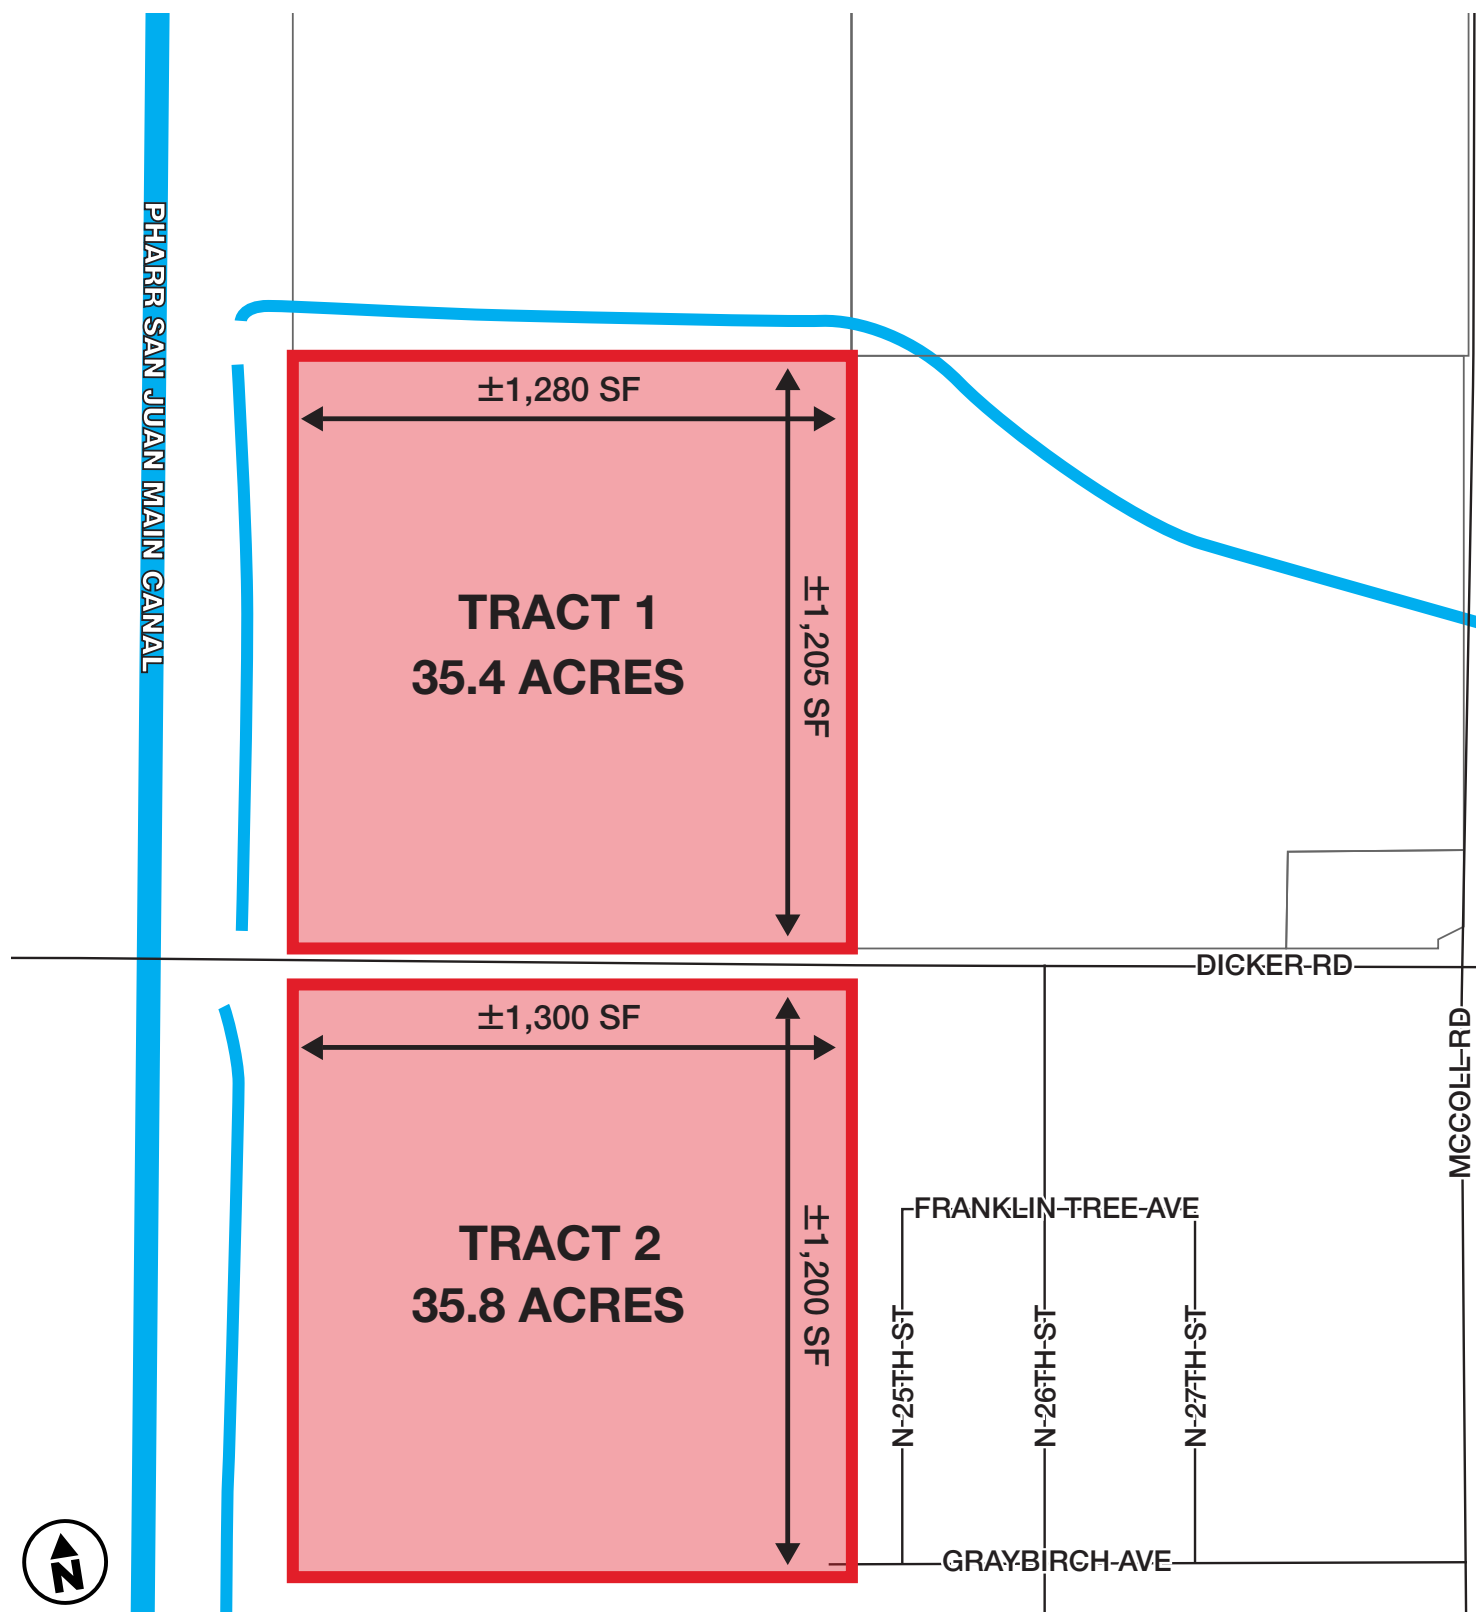 PHARR SAN JUAN MAIN CANAL
±1,280 SF
±1,205 SF
TRACT 1
35.4 ACRES
DICKER RD
±1,300 SF
MCCOLL RD
±1,200 SF
TRACT 2
35.8 ACRES
FRANKLIN TREE AVE
N 25TH ST
N 26TH ST
N 27TH ST
GRAYBIRCH AVE
N